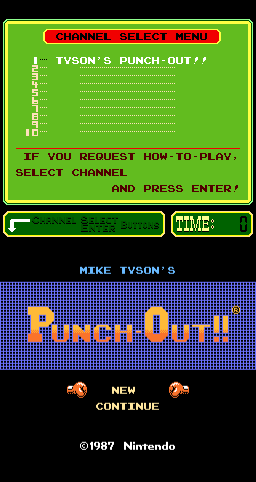 CHANNEL SELECT MENU
1 TYSON'S PUNCH-OUT!!
2
3
4
5
6
7
8
9
10
IF YOU REQUEST HOW-TO-PLAY,
SELECT CHANNEL
AND PRESS ENTER!
CHANNEL SELECT
ENTER BUTTONS
TIME: 0
MIKE TYSON'S
PUNCH-OUT!!®
NEW
CONTINUE
©1987 Nintendo